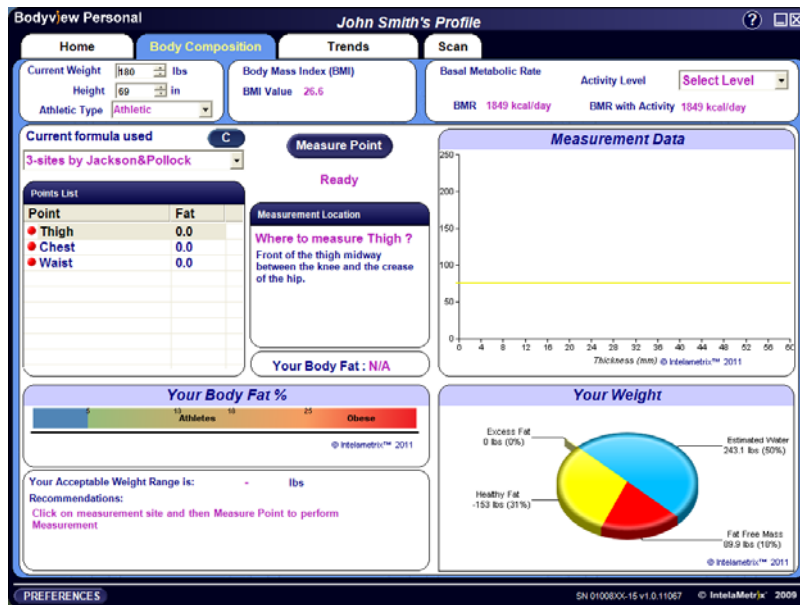 Bodyview Personal
John Smith's Profile
?
Home
Body Composition
Trends
Scan
Current Weight 180 lbs
Height 69 in
Athletic Type Athletic
Body Mass Index (BMI)
BMI Value 26.6
Basal Metabolic Rate
Activity Level Select Level
BMR 1849 kcal/day
BMR with Activity 1849 kcal/day
Current formula used C
3-sites by Jackson&Pollock
Points List
Point Fat
Thigh 0.0
Chest 0.0
Waist 0.0
Measure Point
Ready
Measurement Location
Where to measure Thigh ?
Front of the thigh midway
between the knee and the crease
of the hip.
Your Body Fat : N/A
Measurement Data
250
200
150
100
50
0
0 4 8 12 16 20 24 28 32 36 40 44 48 52 56 60
Thickness (mm) © Intelametrix™ 2011
Your Body Fat %
5 13 18 25
Athletes Obese
© Intelametrix™ 2011
Your Acceptable Weight Range is: - lbs
Recommendations:
Click on measurement site and then Measure Point to perform
Measurement
Your Weight
Excess Fat
0 lbs (0%)
Estimated Water
243.1 lbs (50%)
Healthy Fat
-153 lbs (31%)
Fat Free Mass
89.9 lbs (18%)
© Intelametrix™ 2011
PREFERENCES
SN 01008XX-15 v1.0.11067 © IntelaMetrix® 2009